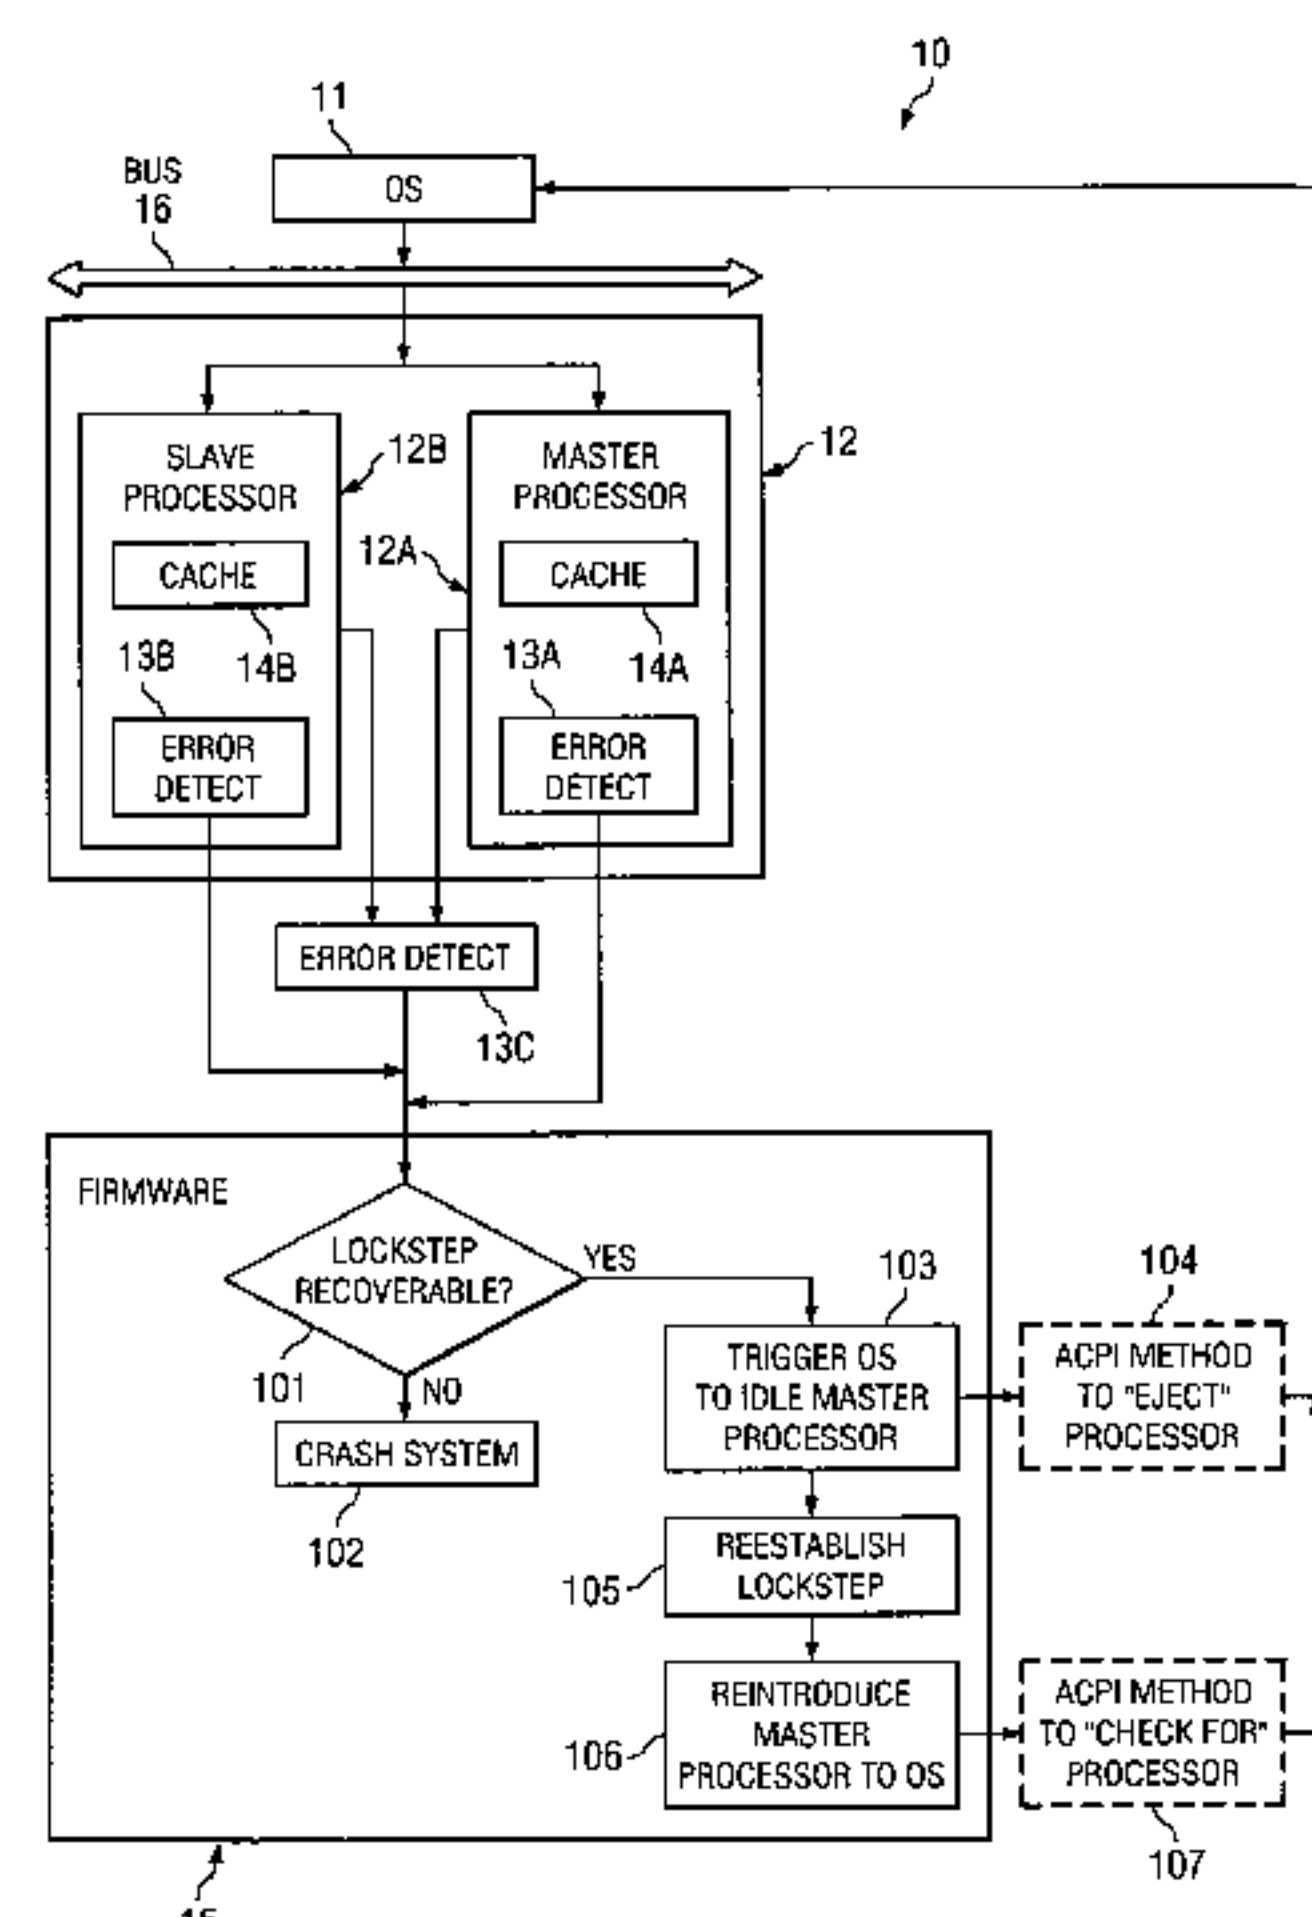 10
11
BUS
16
OS
12
SLAVE
PROCESSOR
12B
MASTER
PROCESSOR
12A
CACHE
CACHE
13B
14B
13A
14A
ERROR
DETECT
ERROR
DETECT
ERROR DETECT
13C
FIRMWARE
LOCKSTEP
RECOVERABLE?
YES
101
NO
CRASH SYSTEM
102
103
TRIGGER OS
TO IDLE MASTER
PROCESSOR
104
ACPI METHOD
TO "EJECT"
PROCESSOR
REESTABLISH
LOCKSTEP
105
REINTRODUCE
MASTER
PROCESSOR TO OS
106
ACPI METHOD
TO "CHECK FOR"
PROCESSOR
107